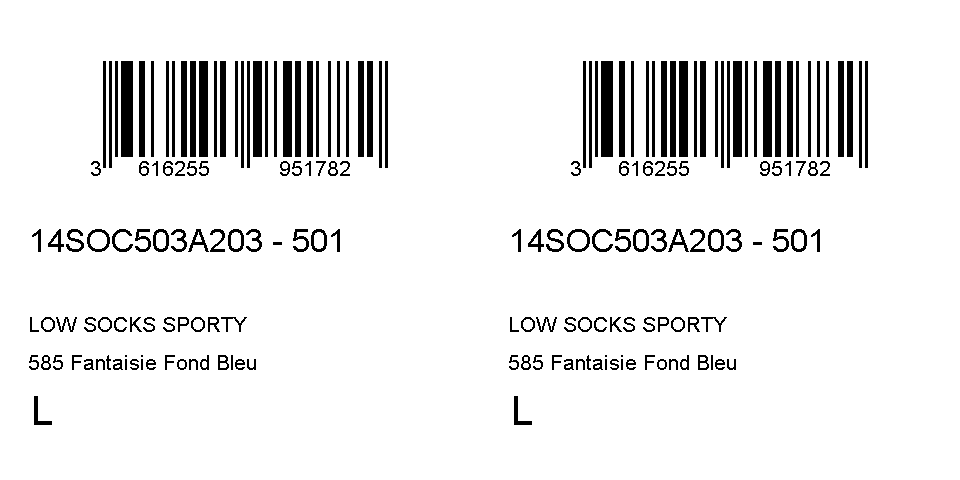 3 616255 951782
14SOC503A203 - 501
LOW SOCKS SPORTY
585 Fantaisie Fond Bleu
L
3 616255 951782
14SOC503A203 - 501
LOW SOCKS SPORTY
585 Fantaisie Fond Bleu
L